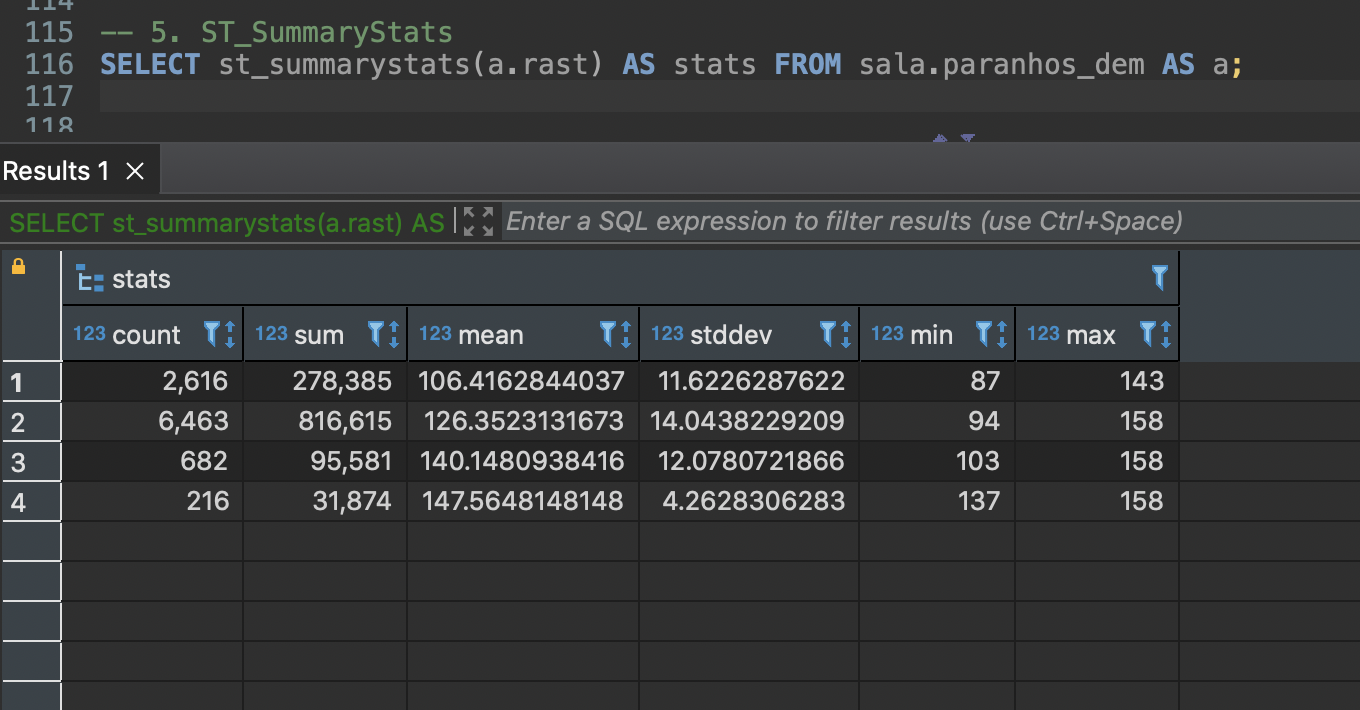 114
115 -- 5. ST_SummaryStats
116 SELECT st_summarystats(a.rast) AS stats FROM sala.paranhos_dem AS a;
117
118
Results 1 ×
SELECT st_summarystats(a.rast) AS Enter a SQL expression to filter results (use Ctrl+Space)
stats
123 count 123 sum 123 mean 123 stddev 123 min 123 max
1 2,616 278,385 106.4162844037 11.6226287622 87 143
2 6,463 816,615 126.3523131673 14.0438229209 94 158
3 682 95,581 140.1480938416 12.0780721866 103 158
4 216 31,874 147.5648148148 4.2628306283 137 158